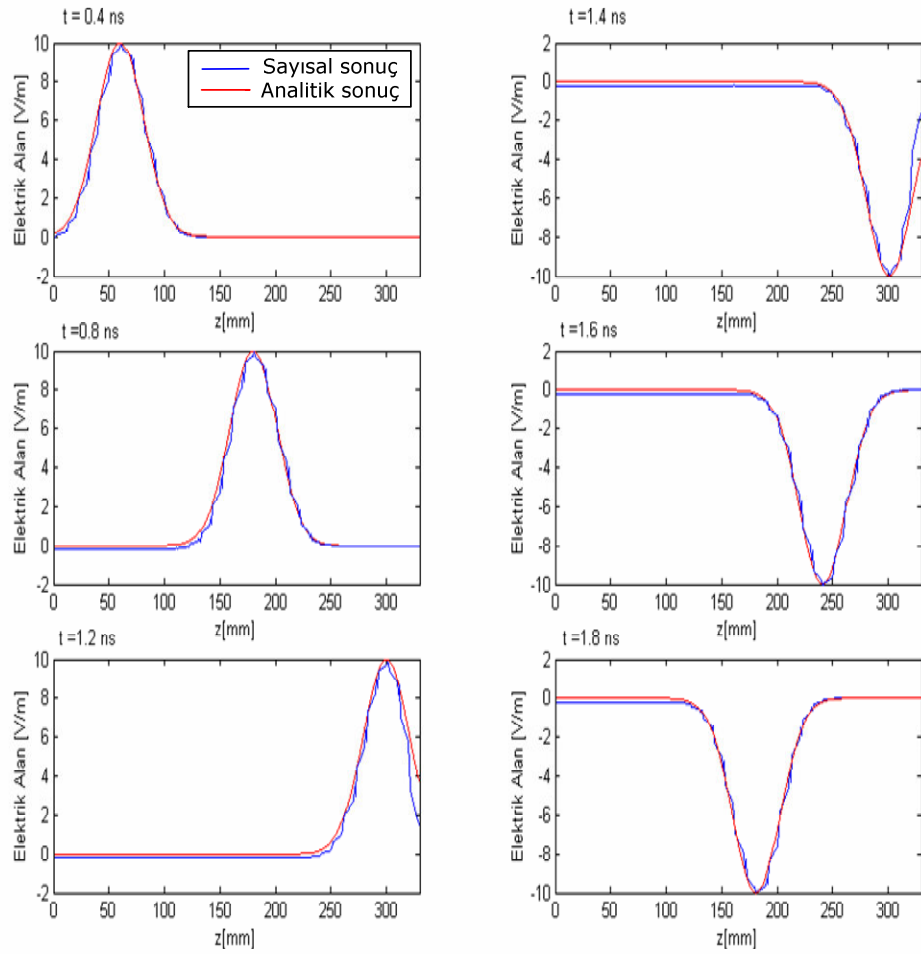 t = 0.4 ns
Elektrik Alan [V/m]
10
8
6
4
2
0
-2
0 50 100 150 200 250 300
z[mm]
Sayısal sonuç
Analitik sonuç
t = 1.4 ns
Elektrik Alan [V/m]
2
0
-2
-4
-6
-8
-10
0 50 100 150 200 250 300
z[mm]
t =0.8 ns
Elektrik Alan [V/m]
10
8
6
4
2
0
-2
0 50 100 150 200 250 300
z[mm]
t =1.6 ns
Elektrik Alan [V/m]
2
0
-2
-4
-6
-8
-10
0 50 100 150 200 250 300
z[mm]
t =1.2 ns
Elektrik Alan [V/m]
10
8
6
4
2
0
-2
0 50 100 150 200 250 300
z[mm]
t =1.8 ns
Elektrik Alan [V/m]
2
0
-2
-4
-6
-8
-10
0 50 100 150 200 250 300
z[mm]